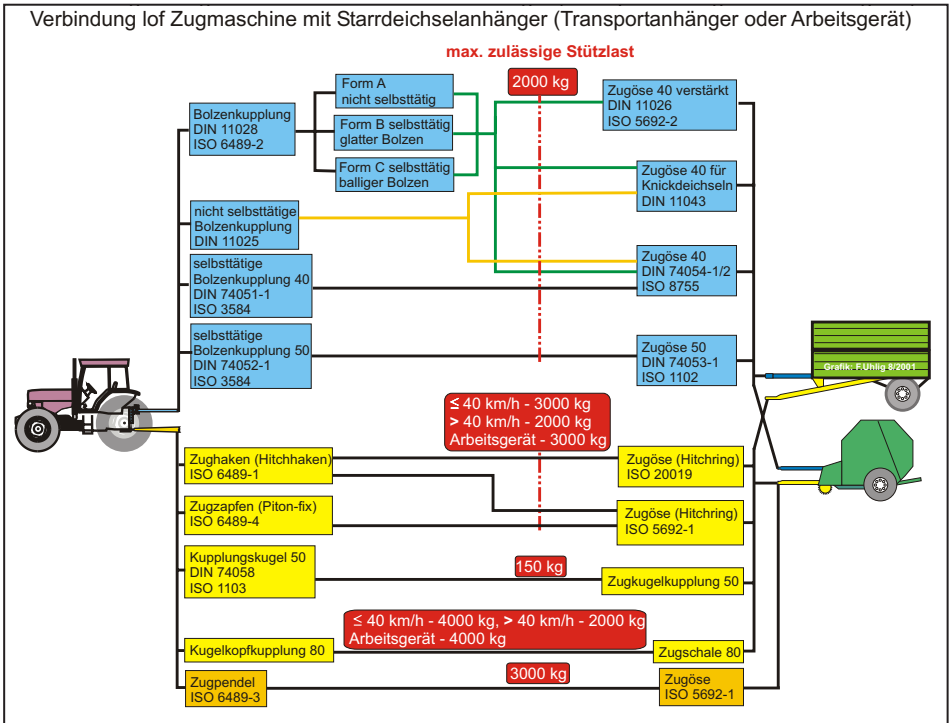 Verbindung lof Zugmaschine mit Starrdeichselanhänger (Transportanhänger oder Arbeitsgerät)
max. zulässige Stützlast
2000 kg
Bolzenkupplung
DIN 11028
ISO 6489-2
Form A
nicht selbsttätig
Form B selbsttätig
glatter Bolzen
Form C selbsttätig
balliger Bolzen
Zugöse 40 verstärkt
DIN 11026
ISO 5692-2
Zugöse 40 für
Knickdeichseln
DIN 11043
nicht selbsttätige
Bolzenkupplung
DIN 11025
selbsttätige
Bolzenkupplung 40
DIN 74051-1
ISO 3584
Zugöse 40
DIN 74054-1/2
ISO 8755
selbsttätige
Bolzenkupplung 50
DIN 74052-1
ISO 3584
Zugöse 50
DIN 74053-1
ISO 1102
Grafik: F.Uhlig 8/2001
≤ 40 km/h - 3000 kg
> 40 km/h - 2000 kg
Arbeitsgerät - 3000 kg
Zughaken (Hitchhaken)
ISO 6489-1
Zugöse (Hitchring)
ISO 20019
Zugzapfen (Piton-fix)
ISO 6489-4
Zugöse (Hitchring)
ISO 5692-1
Kupplungskugel 50
DIN 74058
ISO 1103
150 kg
Zugkugelkupplung 50
≤ 40 km/h - 4000 kg, > 40 km/h - 2000 kg
Arbeitsgerät - 4000 kg
Kugelkopfkupplung 80
Zugschale 80
Zugpendel
ISO 6489-3
3000 kg
Zugöse
ISO 5692-1